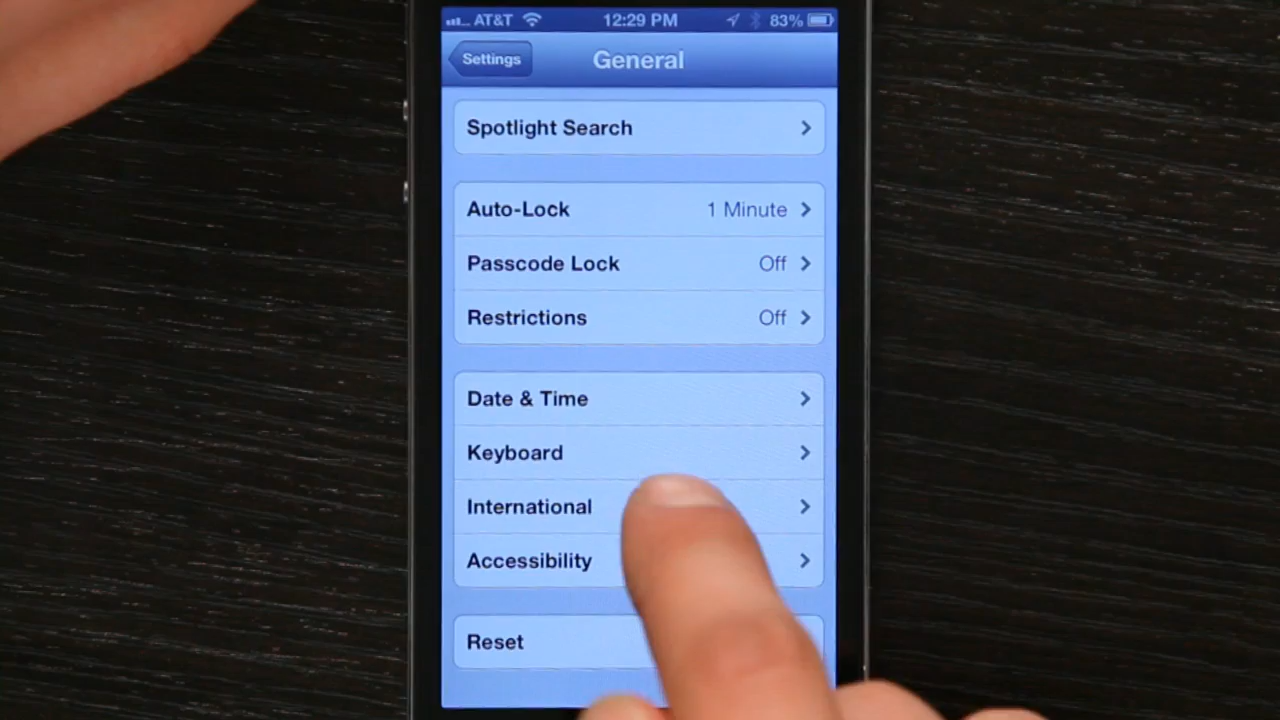 AT&T 12:29 PM 83%
Settings General
Spotlight Search
Auto-Lock 1 Minute
Passcode Lock Off
Restrictions Off
Date & Time
Keyboard
International
Accessibility
Reset